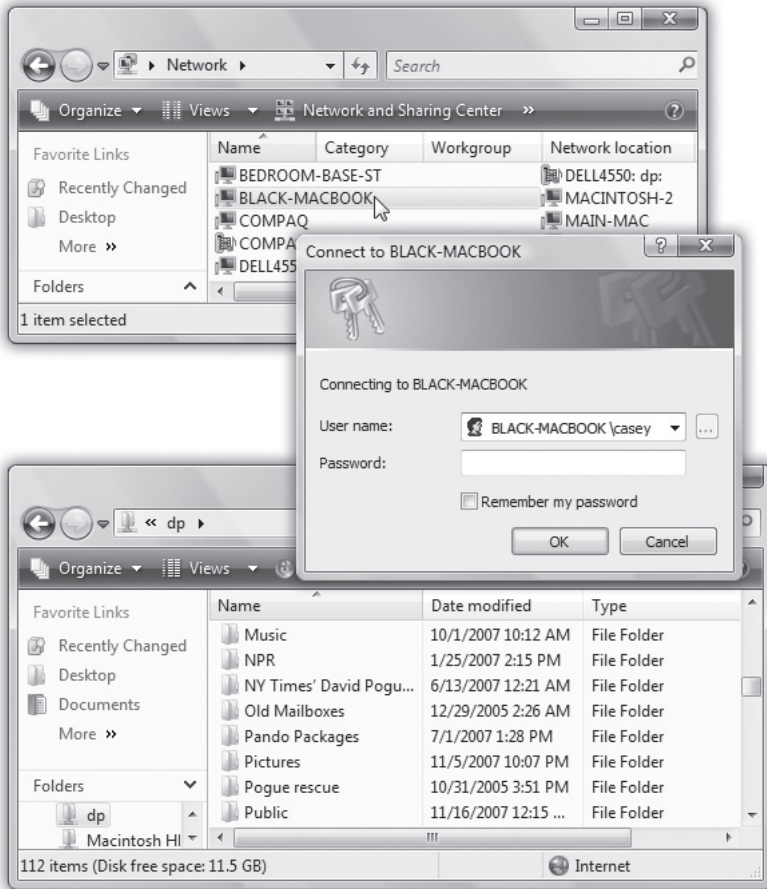 Network
Search
Organize Views Network and Sharing Center »
Favorite Links
Recently Changed
Desktop
More »
Folders
1 item selected
Name Category Workgroup Network location
BEDROOM-BASE-ST DELL4550: dp:
BLACK-MACBOOK MACINTOSH-2
COMPAQ MAIN-MAC
COMPA
DELL455
Connect to BLACK-MACBOOK
Connecting to BLACK-MACBOOK
User name: BLACK-MACBOOK \casey ...
Password:
Remember my password
OK Cancel
« dp
Organize Views
Favorite Links
Recently Changed
Desktop
Documents
More »
Folders
dp
Macintosh H
Name Date modified Type
Music 10/1/2007 10:12 AM File Folder
NPR 1/25/2007 2:15 PM File Folder
NY Times' David Pogu... 6/13/2007 12:21 AM File Folder
Old Mailboxes 12/29/2005 2:26 AM File Folder
Pando Packages 7/1/2007 1:28 PM File Folder
Pictures 11/5/2007 10:07 PM File Folder
Pogue rescue 10/31/2005 3:51 PM File Folder
Public 11/16/2007 12:15 ... File Folder
112 items (Disk free space: 11.5 GB) Internet